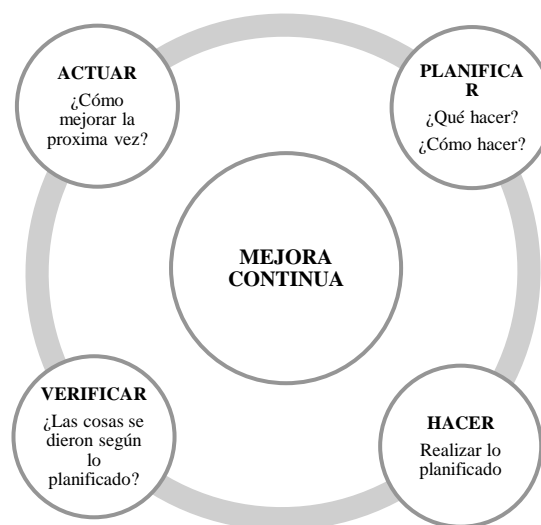 ACTUAR
¿Cómo
mejorar la
proxima vez?
PLANIFICA
R
¿Qué hacer?
¿Cómo hacer?
MEJORA
CONTINUA
VERIFICAR
¿Las cosas se
dieron según
lo
planificado?
HACER
Realizar lo
planificado